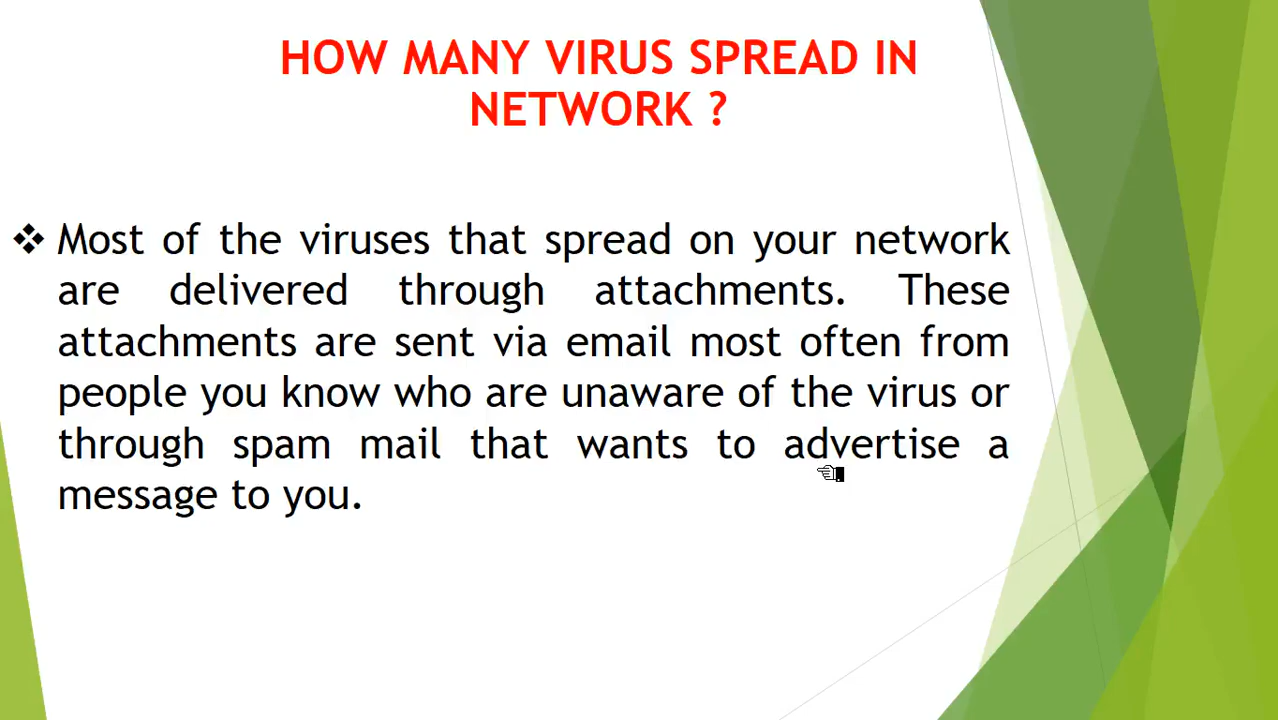 HOW MANY VIRUS SPREAD IN
NETWORK ?
❖ Most of the viruses that spread on your network
are delivered through attachments. These
attachments are sent via email most often from
people you know who are unaware of the virus or
through spam mail that wants to advertise a
message to you.